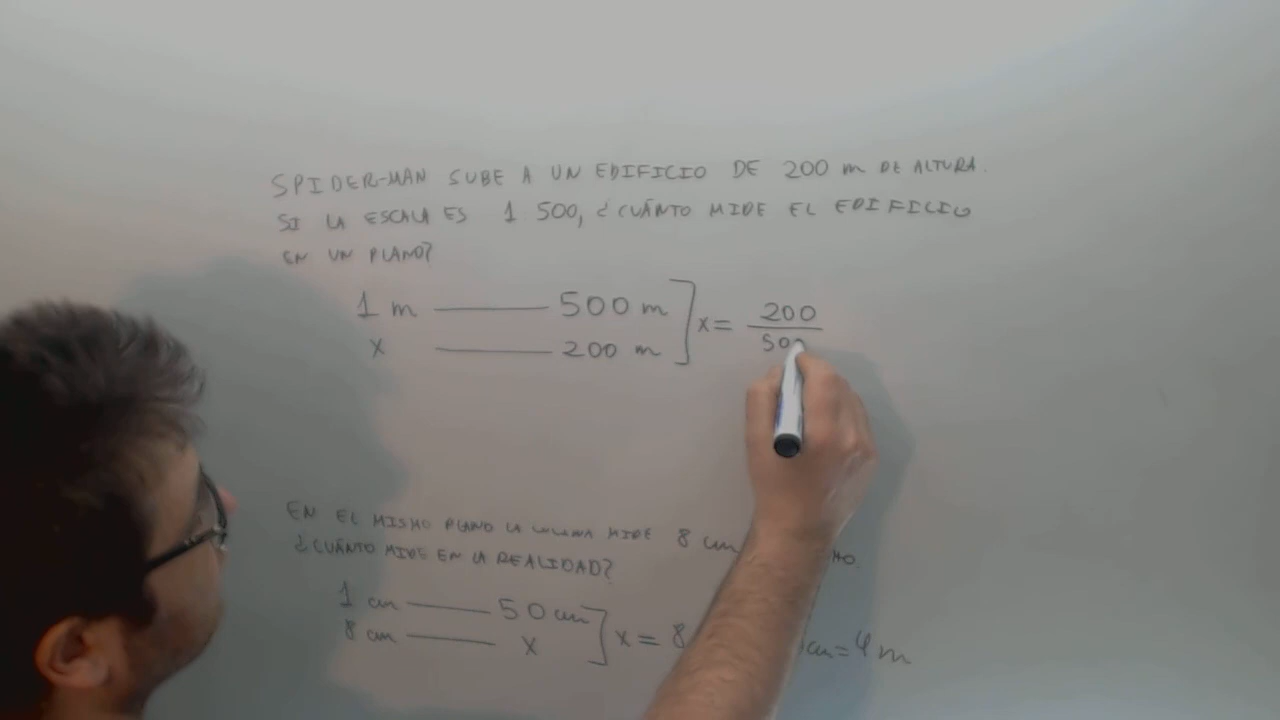 SPIDER-MAN SUBE A UN EDIFICIO DE 200 m DE ALTURA.
SI LA ESCALA ES 1 500, ¿CUÁNTO MIDE EL EDIFICIO
EN UN PLANO?
1 m — 500 m ] x = 200
x — 200 m 500
EN EL MISMO PLANO LA MIDE 8 cm
¿CUÁNTO MIDE EN LA REALIDAD?
1 cm — 50 cm ] x = 8 cm = 4 m
8 cm — x